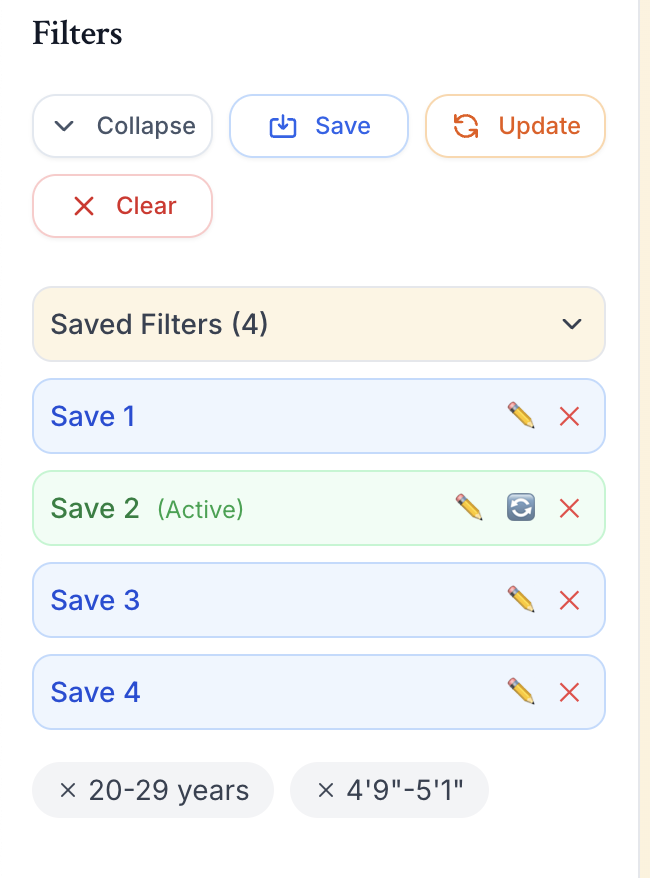 Filters
Collapse
Save
Update
Clear
Saved Filters (4)
Save 1
Save 2 (Active)
Save 3
Save 4
× 20-29 years
× 4'9"-5'1"